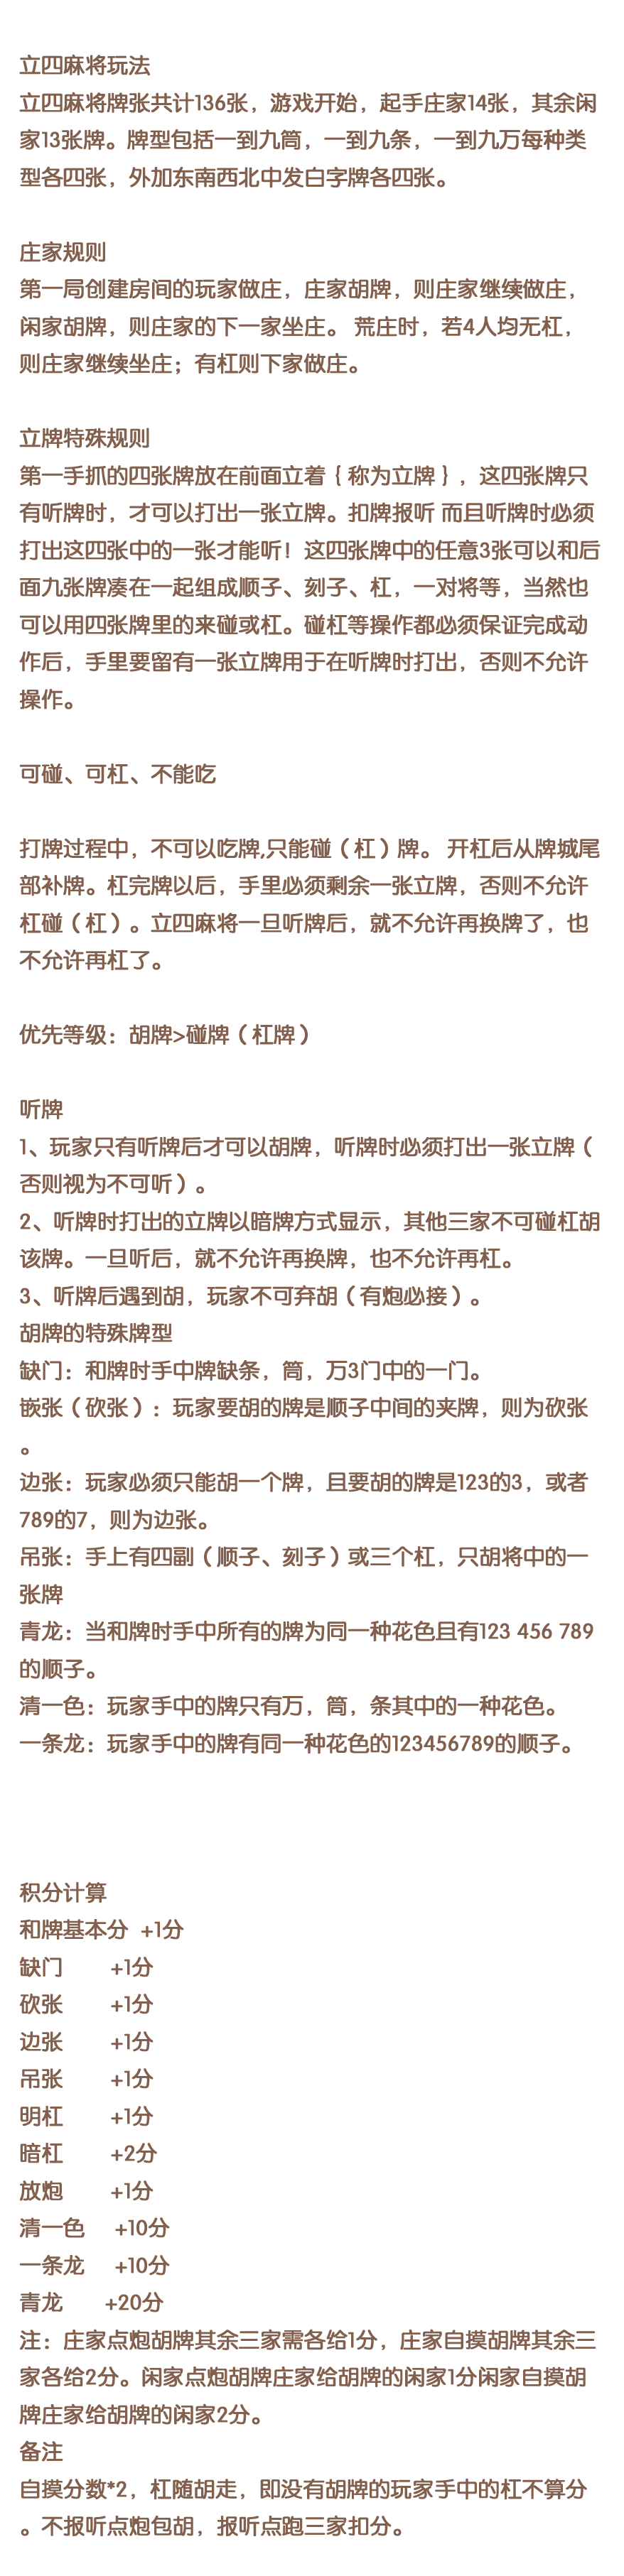 立四麻将玩法
立四麻将牌张共计136张，游戏开始，起手庄家14张，其余闲
家13张牌。牌型包括一到九筒，一到九条，一到九万每种类
型各四张，外加东南西北中发白字牌各四张。
庄家规则
第一局创建房间的玩家做庄，庄家胡牌，则庄家继续做庄，
闲家胡牌，则庄家的下一家坐庄。 荒庄时，若4人均无杠，
则庄家继续坐庄；有杠则下家做庄。
立牌特殊规则
第一手抓的四张牌放在前面立着｛称为立牌｝，这四张牌只
有听牌时，才可以打出一张立牌。扣牌报听 而且听牌时必须
打出这四张中的一张才能听！这四张牌中的任意3张可以和后
面九张牌凑在一起组成顺子、刻子、杠，一对将等，当然也
可以用四张牌里的来碰或杠。碰杠等操作都必须保证完成动
作后，手里要留有一张立牌用于在听牌时打出，否则不允许
操作。
可碰、可杠、不能吃
打牌过程中，不可以吃牌,只能碰（杠）牌。 开杠后从牌城尾
部补牌。杠完牌以后，手里必须剩余一张立牌，否则不允许
杠碰（杠）。立四麻将一旦听牌后，就不允许再换牌了，也
不允许再杠了。
优先等级：胡牌>碰牌（杠牌）
听牌
1、玩家只有听牌后才可以胡牌，听牌时必须打出一张立牌（
否则视为不可听）。
2、听牌时打出的立牌以暗牌方式显示，其他三家不可碰杠胡
该牌。一旦听后，就不允许再换牌，也不允许再杠。
3、听牌后遇到胡，玩家不可弃胡（有炮必接）。
胡牌的特殊牌型
缺门：和牌时手中牌缺条，筒，万3门中的一门。
嵌张（砍张）：玩家要胡的牌是顺子中间的夹牌，则为砍张
。
边张：玩家必须只能胡一个牌，且要胡的牌是123的3，或者
789的7，则为边张。
吊张：手上有四副（顺子、刻子）或三个杠，只胡将中的一
张牌
青龙：当和牌时手中所有的牌为同一种花色且有123 456 789
的顺子。
清一色：玩家手中的牌只有万，筒，条其中的一种花色。
一条龙：玩家手中的牌有同一种花色的123456789的顺子。
积分计算
和牌基本分 +1分
缺门 +1分
砍张 +1分
边张 +1分
吊张 +1分
明杠 +1分
暗杠 +2分
放炮 +1分
清一色 +10分
一条龙 +10分
青龙 +20分
注：庄家点炮胡牌其余三家需各给1分，庄家自摸胡牌其余三
家各给2分。闲家点炮胡牌庄家给胡牌的闲家1分闲家自摸胡
牌庄家给胡牌的闲家2分。
备注
自摸分数*2，杠随胡走，即没有胡牌的玩家手中的杠不算分
。不报听点炮包胡，报听点跑三家扣分。